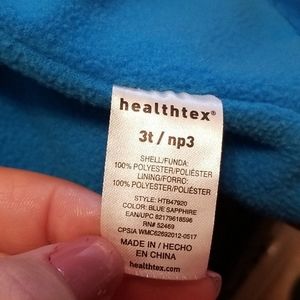 healthtex®
3t / np3
SHELL/FUNDA:
100% POLYESTER/POLIÉSTER
LINING/FORRO:
100% POLYESTER/POLIÉSTER
STYLE: HTB47920
COLOR: BLUE SAPPHIRE
EAN/UPC 82179618596
RN# 52469
CPSIA WMC62692012-0517
MADE IN / HECHO
EN CHINA
healthtex.com